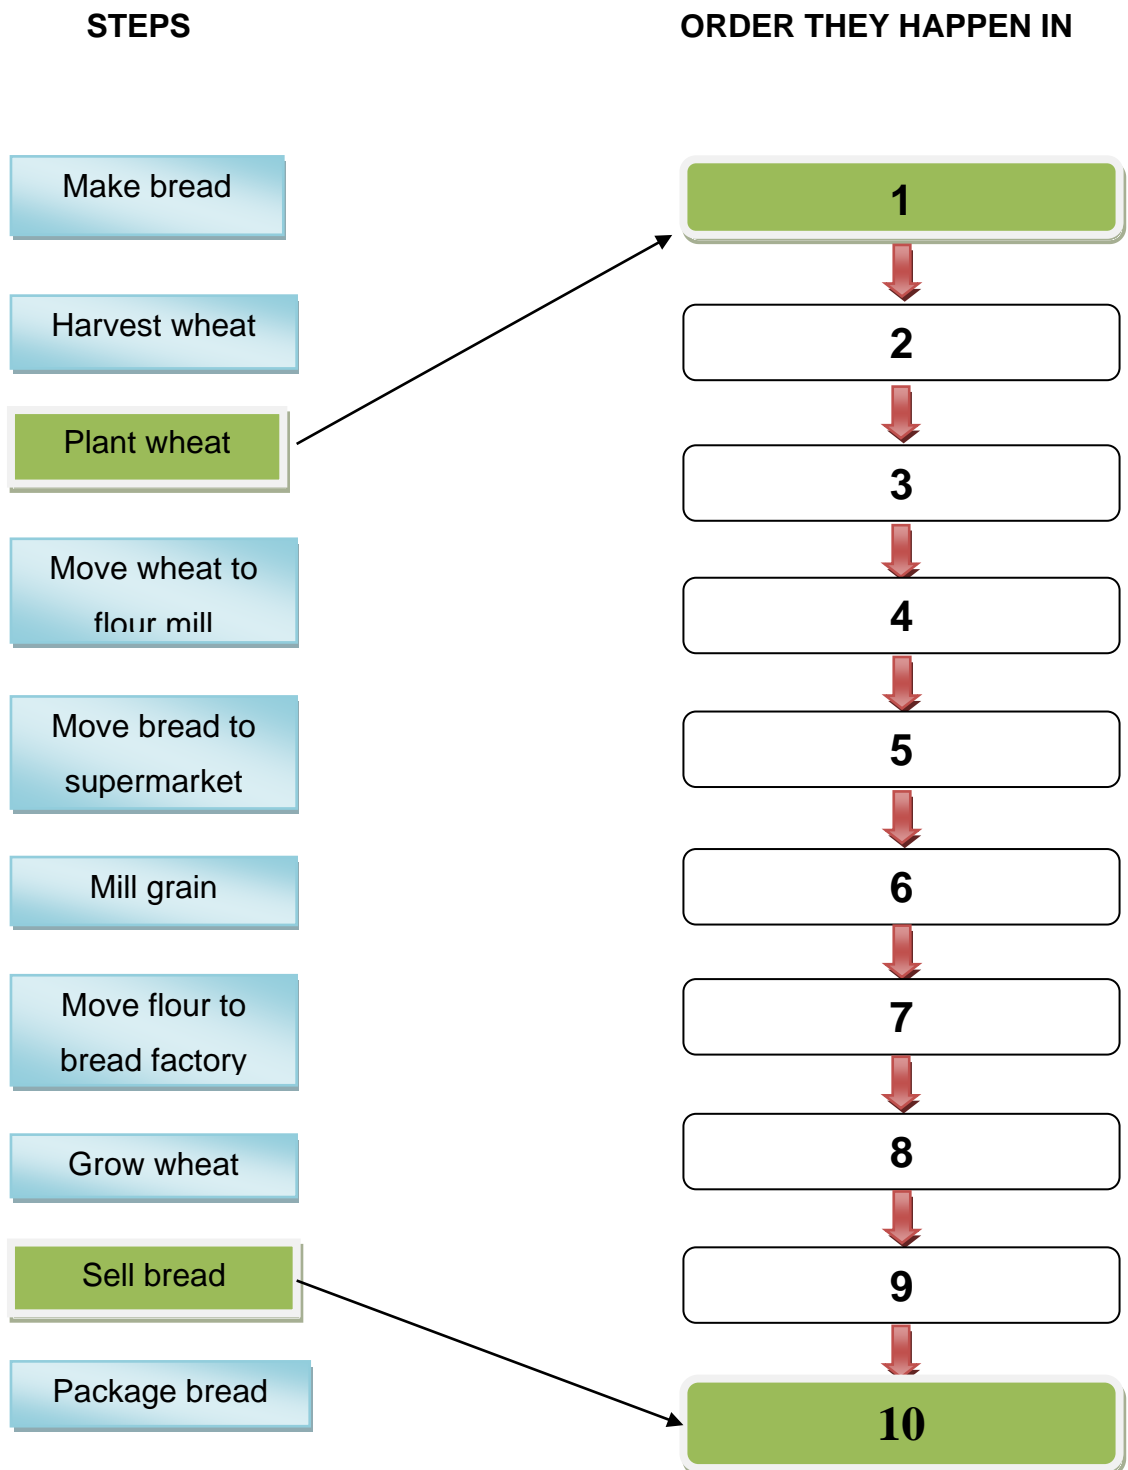 STEPS
ORDER THEY HAPPEN IN
Make bread
Harvest wheat
Plant wheat
Move wheat to
flour mill
Move bread to
supermarket
Mill grain
Move flour to
bread factory
Grow wheat
Sell bread
Package bread
1
2
3
4
5
6
7
8
9
10